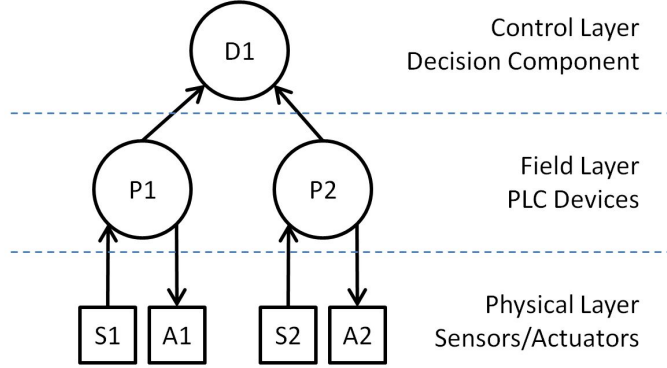 D1
Control Layer
Decision Component
P1
P2
Field Layer
PLC Devices
S1
A1
S2
A2
Physical Layer
Sensors/Actuators